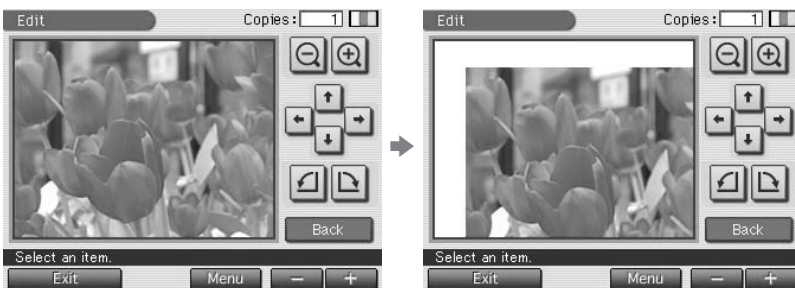 Edit Copies: 1
Back
Select an item.
Exit Menu − +
Edit Copies: 1
Back
Select an item.
Exit Menu − +